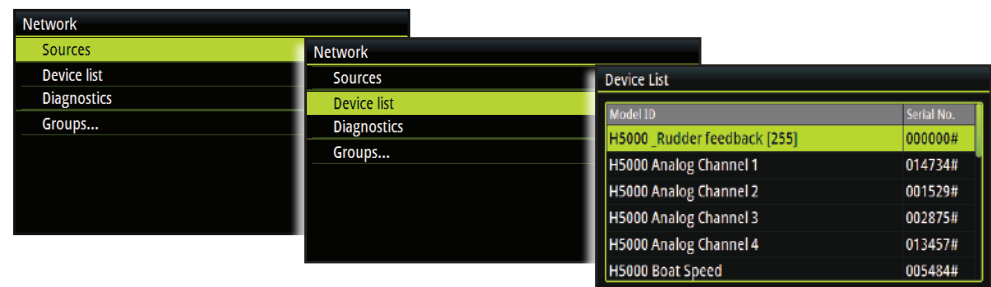 Network
Sources
Device list
Diagnostics
Groups...
Network
Sources
Device list
Diagnostics
Groups...
Device List
Model ID Serial No.
H5000 _Rudder feedback [255] 000000#
H5000 Analog Channel 1 014734#
H5000 Analog Channel 2 001529#
H5000 Analog Channel 3 002875#
H5000 Analog Channel 4 013457#
H5000 Boat Speed 005484#